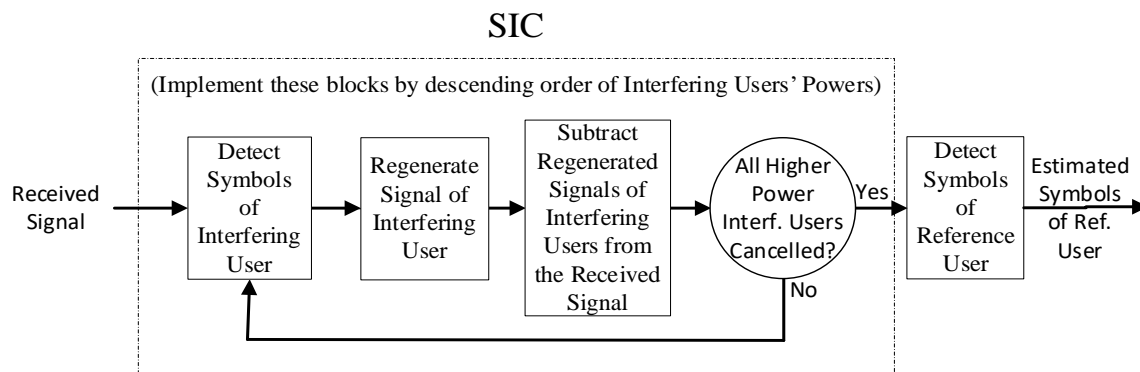 SIC
(Implement these blocks by descending order of Interfering Users’ Powers)
Received
Signal
Detect
Symbols
of
Interfering
User
Regenerate
Signal of
Interfering
User
Subtract
Regenerated
Signals of
Interfering
Users from
the Received
Signal
All Higher
Power
Interf. Users
Cancelled?
Yes
No
Detect
Symbols
of
Reference
User
Estimated
Symbols
of Ref.
User